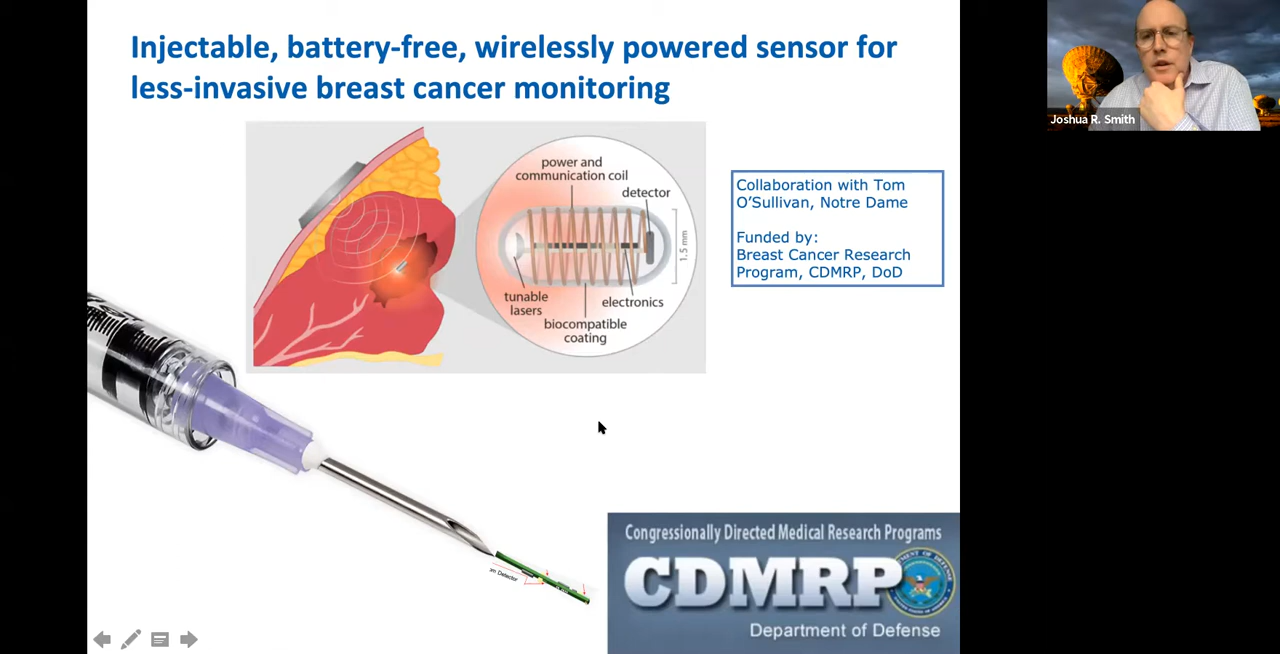 Injectable, battery-free, wirelessly powered sensor for
less-invasive breast cancer monitoring
Joshua R. Smith
power and
communication coil
detector
1.5 mm
tunable
lasers
electronics
biocompatible
coating
Collaboration with Tom
O'Sullivan, Notre Dame
Funded by:
Breast Cancer Research
Program, CDMRP, DoD
Detector
Congressionally Directed Medical Research Programs
CDMRP
Department of Defense